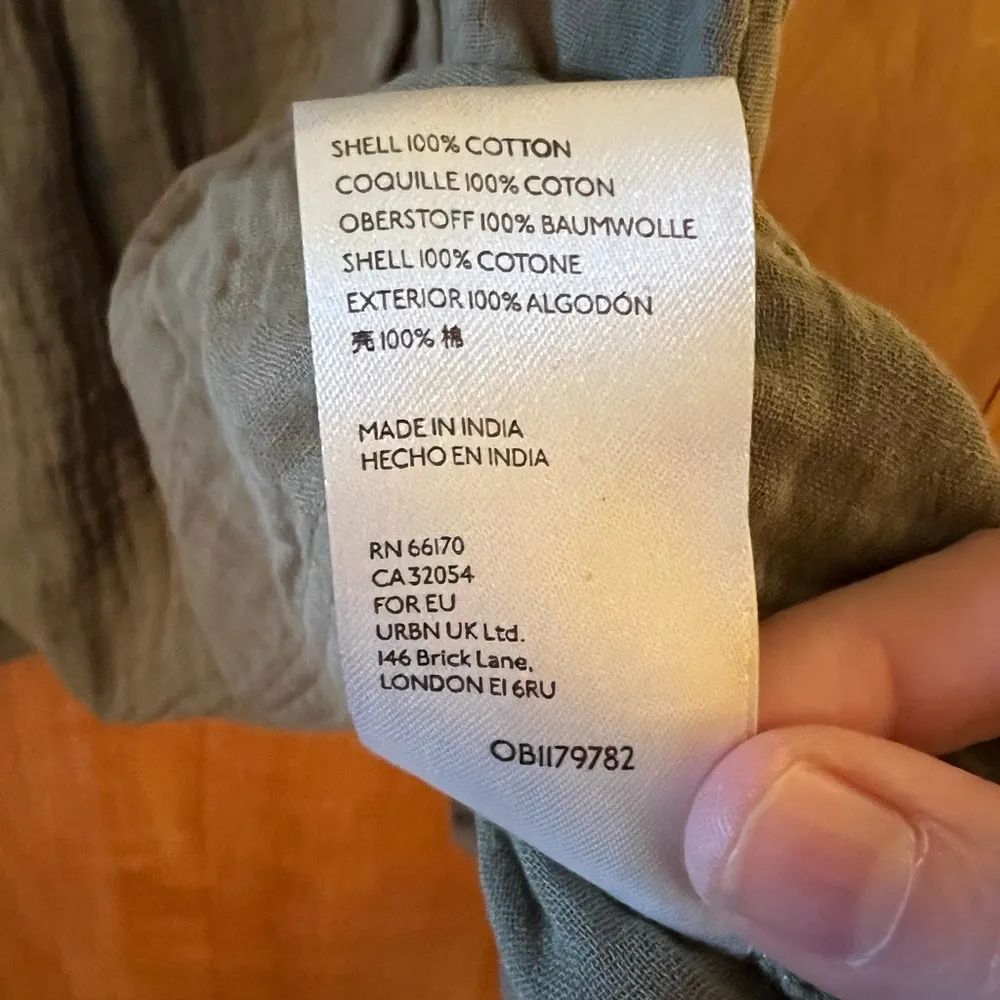 SHELL 100% COTTON
COQUILLE 100% COTON
OBERSTOFF 100% BAUMWOLLE
SHELL 100% COTONE
EXTERIOR 100% ALGODÓN
亮 100% 棉
MADE IN INDIA
HECHO EN INDIA
RN 66170
CA 32054
FOR EU
URBN UK Ltd.
146 Brick Lane,
LONDON E1 6RU
OB1179782